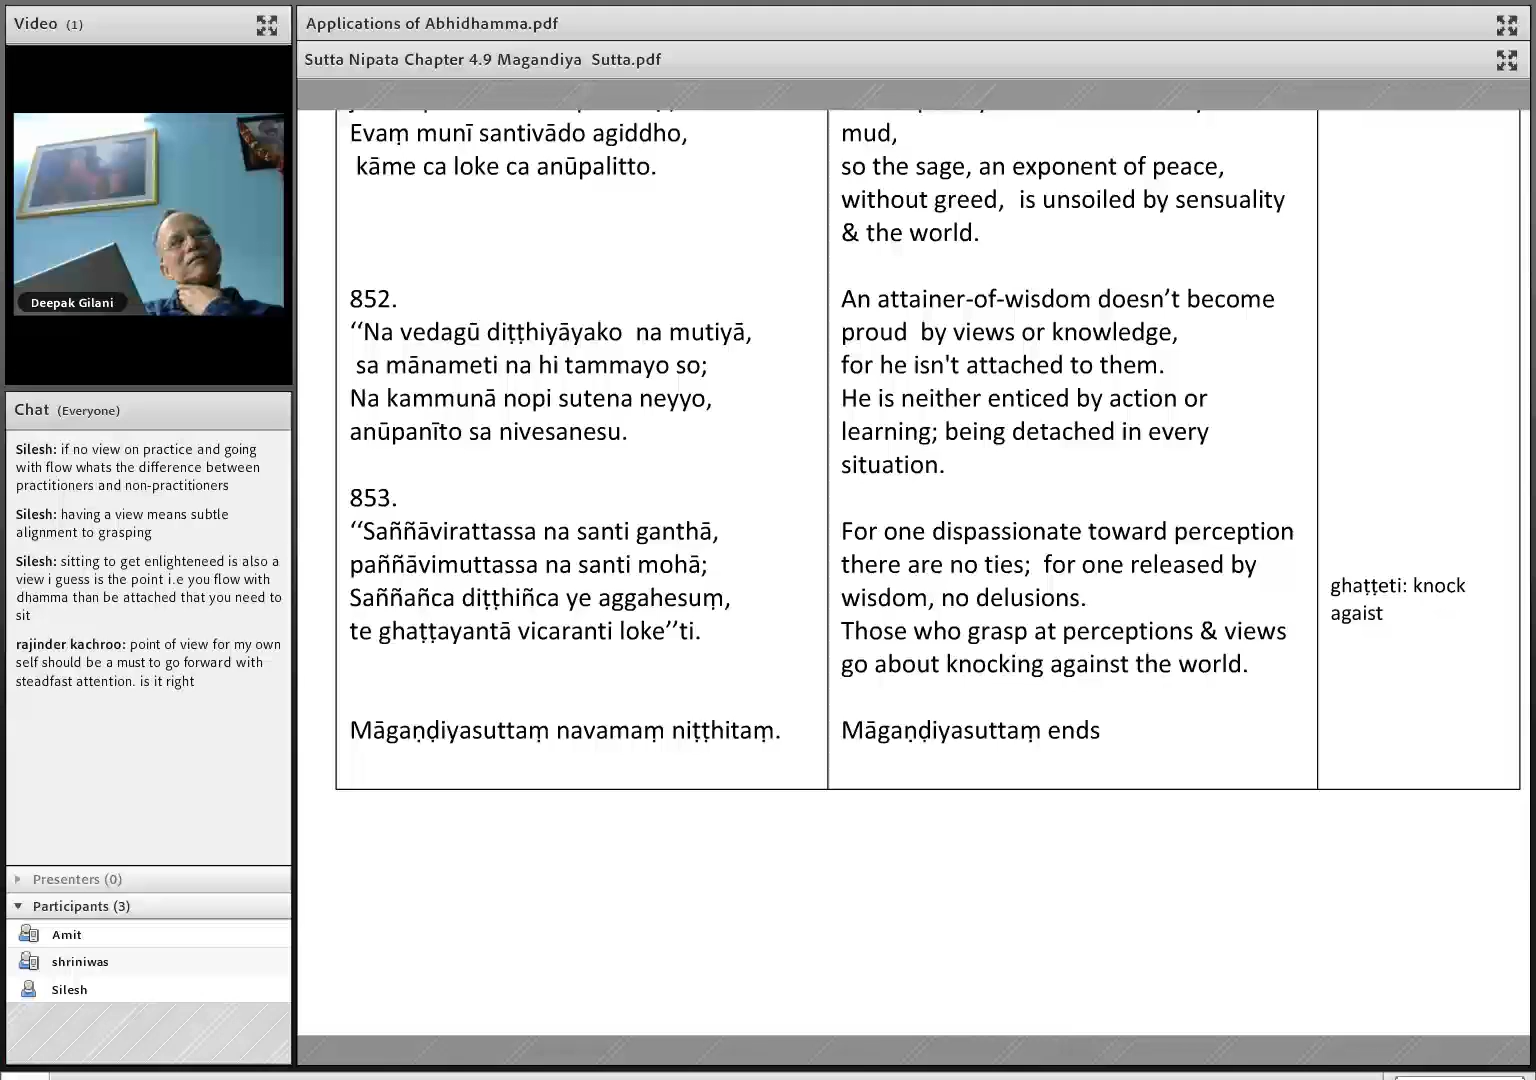 Video (1)
Deepak Gilani
Chat (Everyone)
Silesh: if no view on practice and going
with flow whats the difference between
practitioners and non-practitioners
Silesh: having a view means subtle
alignment to grasping
Silesh: sitting to get enlighteneed is also a
view i guess is the point i.e you flow with
dhamma than be attached that you need to
sit
rajinder kachroo: point of view for my own
self should be a must to go forward with
steadfast attention. is it right
Presenters (0)
Participants (3)
Amit
shriniwas
Silesh
Applications of Abhidhamma.pdf
Sutta Nipata Chapter 4.9 Magandiya  Sutta.pdf
Evaṃ munī santivādo agiddho,
kāme ca loke ca anūpalitto.
852.
‘‘Na vedagū diṭṭhiyāyako  na mutiyā,
sa mānameti na hi tammayo so;
Na kammunā nopi sutena neyyo,
anūpanīto sa nivesanesu.
853.
‘‘Saññāvirattassa na santi ganthā,
paññāvimuttassa na santi mohā;
Saññañca diṭṭhiñca ye aggahesuṃ,
te ghaṭṭayantā vicaranti loke’’ti.
Māgaṇḍiyasuttaṃ navamaṃ niṭṭhitaṃ.
mud,
so the sage, an exponent of peace,
without greed,  is unsoiled by sensuality
& the world.
An attainer-of-wisdom doesn’t become
proud  by views or knowledge,
for he isn't attached to them.
He is neither enticed by action or
learning; being detached in every
situation.
For one dispassionate toward perception
there are no ties;  for one released by
wisdom, no delusions.
Those who grasp at perceptions & views
go about knocking against the world.
Māgaṇḍiyasuttaṃ ends
ghaṭṭeti: knock
agaist